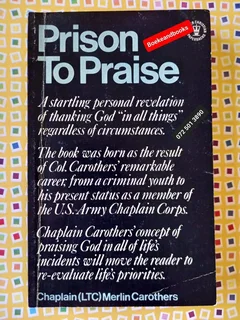 Prison
To Praise
Boekeandbooks
A startling personal revelation
of thanking God "in all things"
regardless of circumstances.
072 501 3890
The book was born as the result
of Col. Carothers' remarkable
career, from a criminal youth to
his present status as a member of
the U.S. Army Chaplain Corps.
Chaplain Carothers' concept of
praising God in all of life's
incidents will move the reader to
re-evaluate life's priorities.
Chaplain (LTC) Merlin Carothers